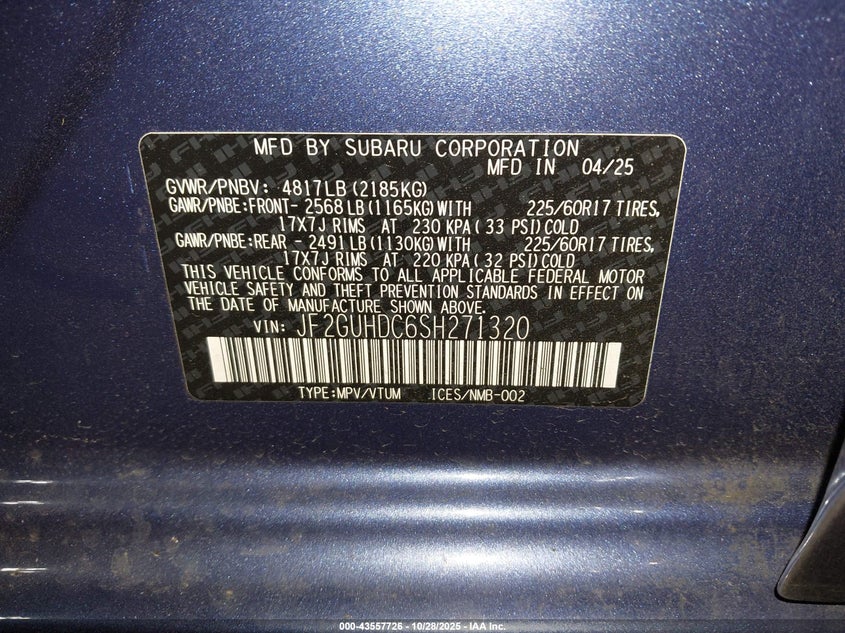 MFD BY SUBARU CORPORATION
MFD IN 04/25
GVWR/PNBV: 4817LB(2185KG)
GAWR/PNBE:FRONT- 2568LB(1165KG)WITH 225/60R17 TIRES,
17X7J RIMS AT 230 KPA( 33 PSI)COLD
GAWR/PNBE:REAR - 2491LB(1130KG)WITH 225/60R17 TIRES,
17X7J RIMS AT 220 KPA( 32 PSI)COLD
THIS VEHICLE CONFORMS TO ALL APPLICABLE FEDERAL MOTOR
VEHICLE SAFETY AND THEFT PREVENTION STANDARDS IN EFFECT ON
THE DATE OF MANUFACTURE SHOWN ABOVE.
VIN: JF2GUHDC6SH271320
TYPE:MPV/VTUM ICES/NMB-002
000-43557726 - 10/28/2025 - IAA Inc.